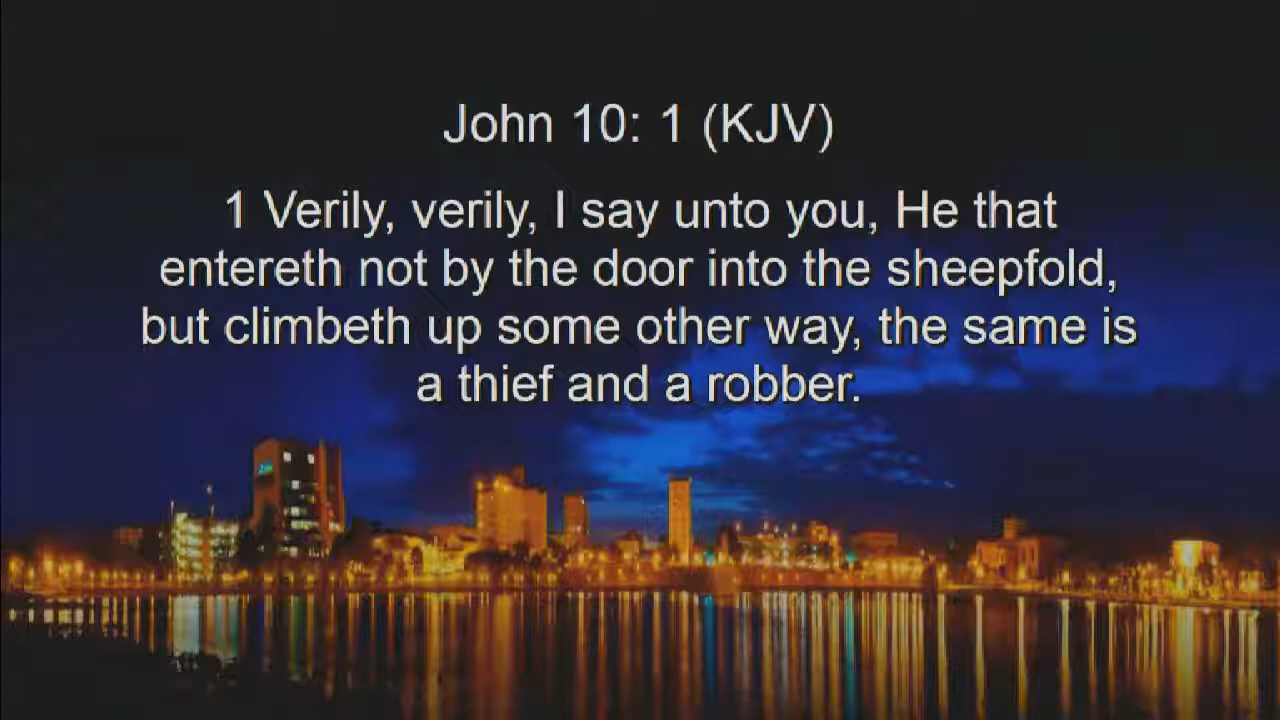 John 10: 1 (KJV)
1 Verily, verily, I say unto you, He that
entereth not by the door into the sheepfold,
but climbeth up some other way, the same is
a thief and a robber.